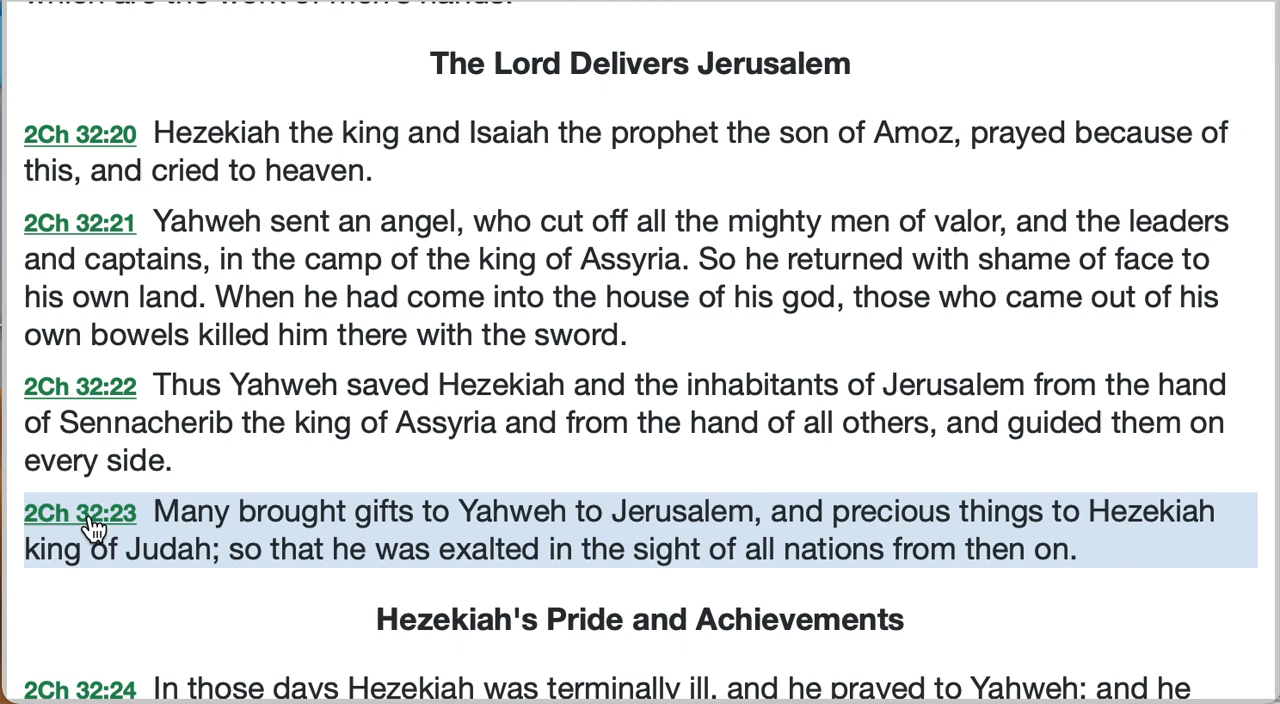 The Lord Delivers Jerusalem
2Ch 32:20 Hezekiah the king and Isaiah the prophet the son of Amoz, prayed because of
this, and cried to heaven.
2Ch 32:21 Yahweh sent an angel, who cut off all the mighty men of valor, and the leaders
and captains, in the camp of the king of Assyria. So he returned with shame of face to
his own land. When he had come into the house of his god, those who came out of his
own bowels killed him there with the sword.
2Ch 32:22 Thus Yahweh saved Hezekiah and the inhabitants of Jerusalem from the hand
of Sennacherib the king of Assyria and from the hand of all others, and guided them on
every side.
2Ch 32:23 Many brought gifts to Yahweh to Jerusalem, and precious things to Hezekiah
king of Judah; so that he was exalted in the sight of all nations from then on.
Hezekiah's Pride and Achievements
2Ch 32:24 In those days Hezekiah was terminally ill, and he prayed to Yahweh; and he